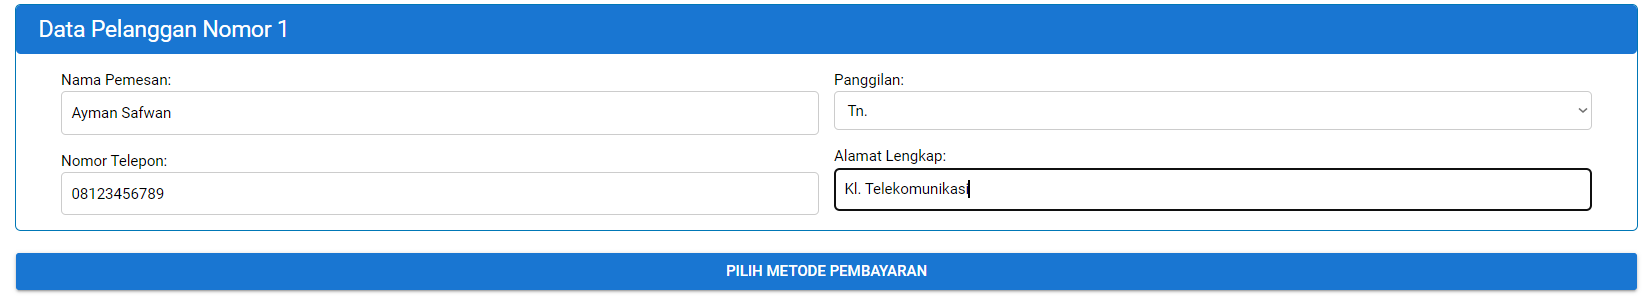 Data Pelanggan Nomor 1
Nama Pemesan:
Ayman Safwan
Panggilan:
Tn.
Nomor Telepon:
08123456789
Alamat Lengkap:
Kl. Telekomunikasi
PILIH METODE PEMBAYARAN